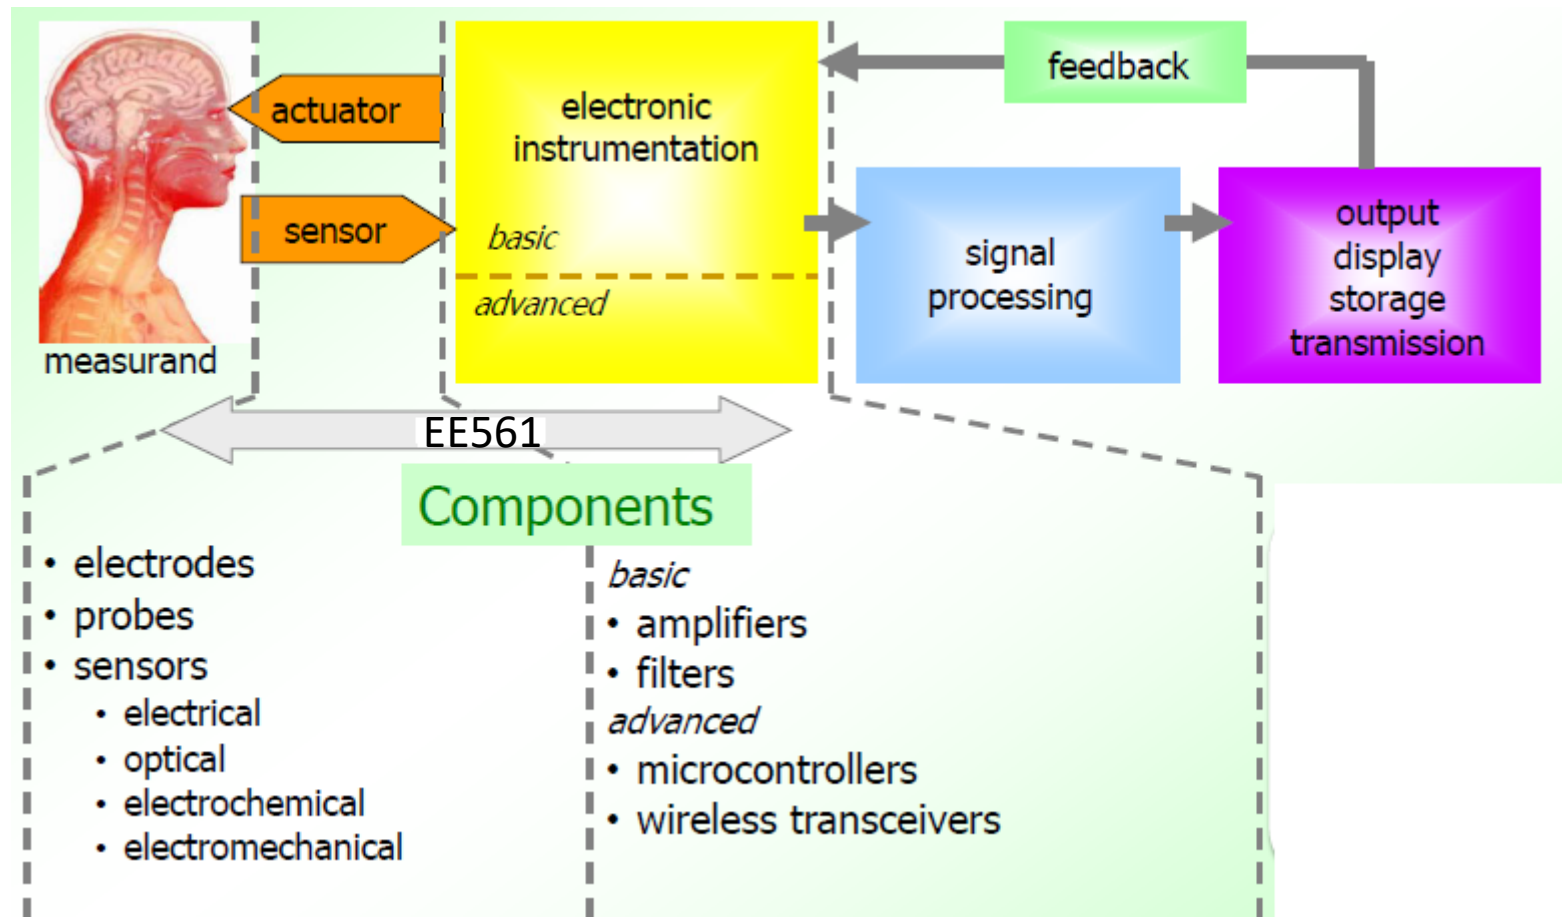 actuator
sensor
measurand
electronic
instrumentation
basic
advanced
feedback
signal
processing
output
display
storage
transmission
EE561
Components
• electrodes
• probes
• sensors
• electrical
• optical
• electrochemical
• electromechanical
basic
• amplifiers
• filters
advanced
• microcontrollers
• wireless transceivers